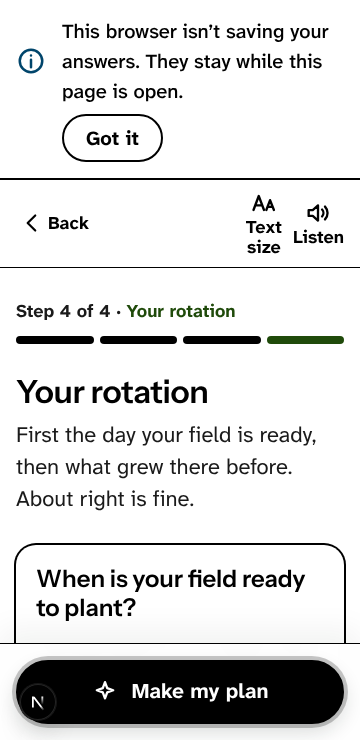 This browser isn’t saving your
answers. They stay while this
page is open.
Got it
Back
Text
size
Listen
Step 4 of 4 · Your rotation
Your rotation
First the day your field is ready,
then what grew there before.
About right is fine.
When is your field ready
to plant?
N
Make my plan